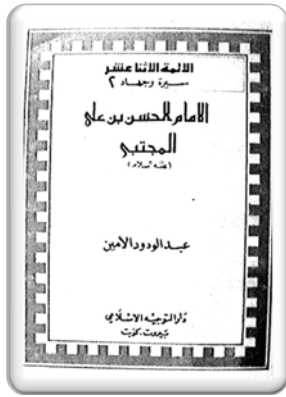 الائمة الاثنا عشر
مسيرة وجهاد ٢
الامام الحسن بن علي
المجتبى
(عليه السلام)
عبد الودود الامين
دار التوجيه الاسلامي
بيروت . كويت